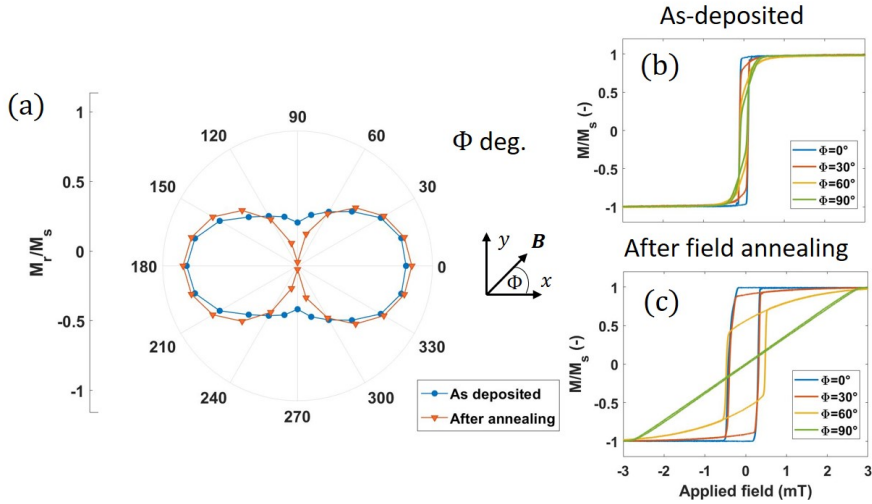 (a)
1
0.5
0
-0.5
-1
Mr/Ms
90
60
30
0
330
300
270
240
210
180
150
120
Φ deg.
y
B
Φ
x
As deposited
After annealing
As-deposited
(b)
1
0.5
0
-0.5
-1
M/Ms (-)
Φ=0°
Φ=30°
Φ=60°
Φ=90°
After field annealing
(c)
1
0.5
0
-0.5
-1
M/Ms (-)
Φ=0°
Φ=30°
Φ=60°
Φ=90°
-3 -2 -1 0 1 2 3
Applied field (mT)